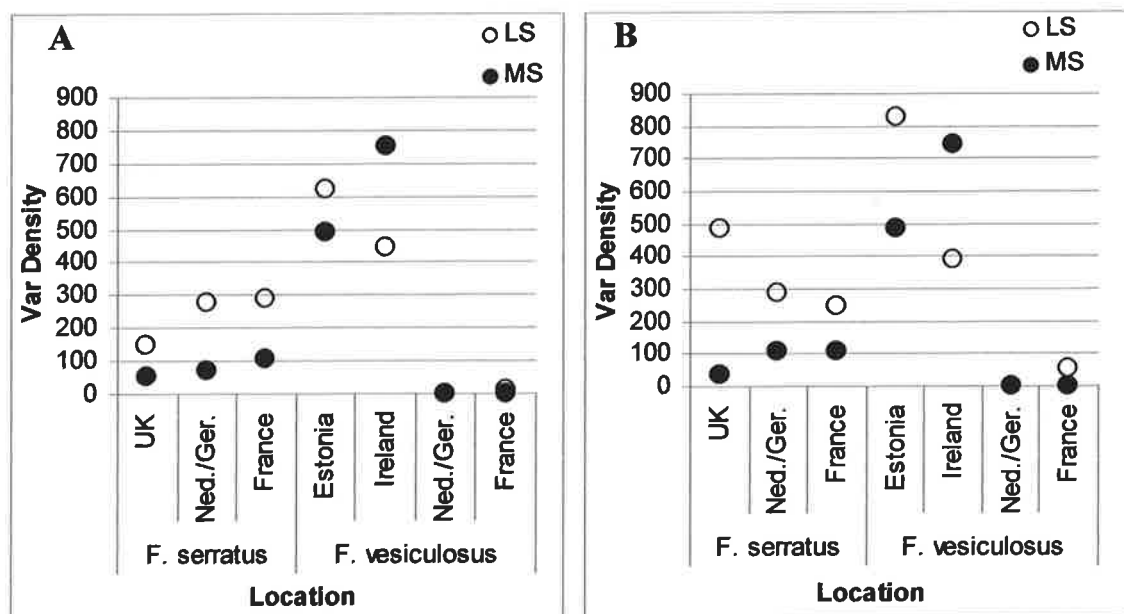 A
LS
MS
900
800
700
600
500
400
300
200
100
0
Var Density
UK
Ned./Ger.
France
Estonia
Ireland
Ned./Ger.
France
F. serratus
F. vesiculosus
Location
B
LS
MS
900
800
700
600
500
400
300
200
100
0
Var Density
UK
Ned./Ger.
France
Estonia
Ireland
Ned./Ger.
France
F. serratus
F. vesiculosus
Location